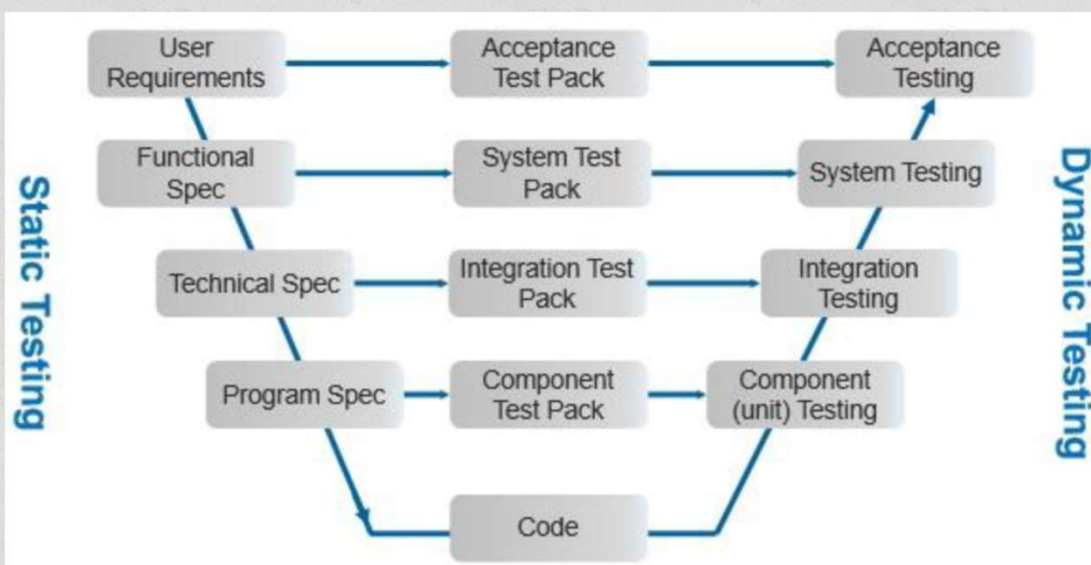 User
Requirements
Acceptance
Test Pack
Acceptance
Testing
Functional
Spec
System Test
Pack
System Testing
Technical Spec
Integration Test
Pack
Integration
Testing
Program Spec
Component
Test Pack
Component
(unit) Testing
Code
Static Testing
Dynamic Testing